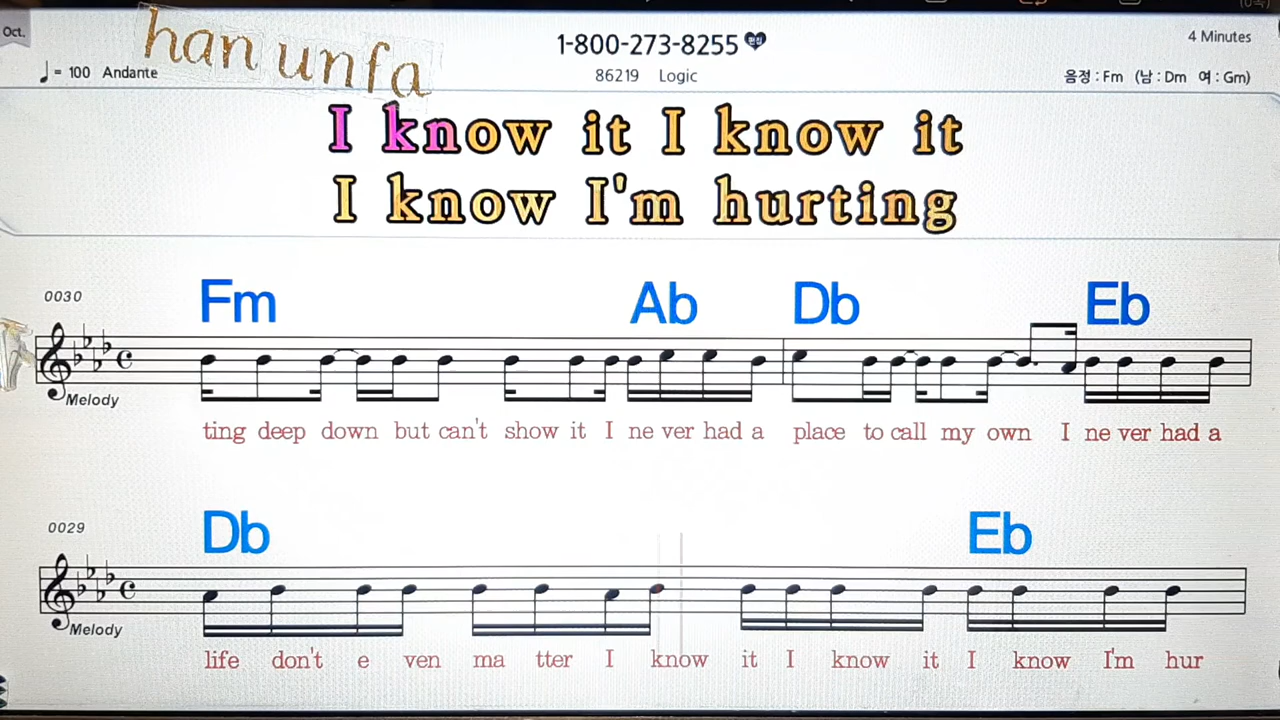 Oct.
han unfa
1-800-273-8255 편집
4 Minutes
♩= 100 Andante
86219 Logic
음정 : Fm (남 : Dm 여 : Gm)
I know it I know it
I know I'm hurting
0030
Fm Ab Db Eb
Melody
ting deep down but can't show it I ne ver had a place to call my own I ne ver had a
0029
Db Eb
Melody
life don't e ven ma tter I know it I know it I know I'm hur